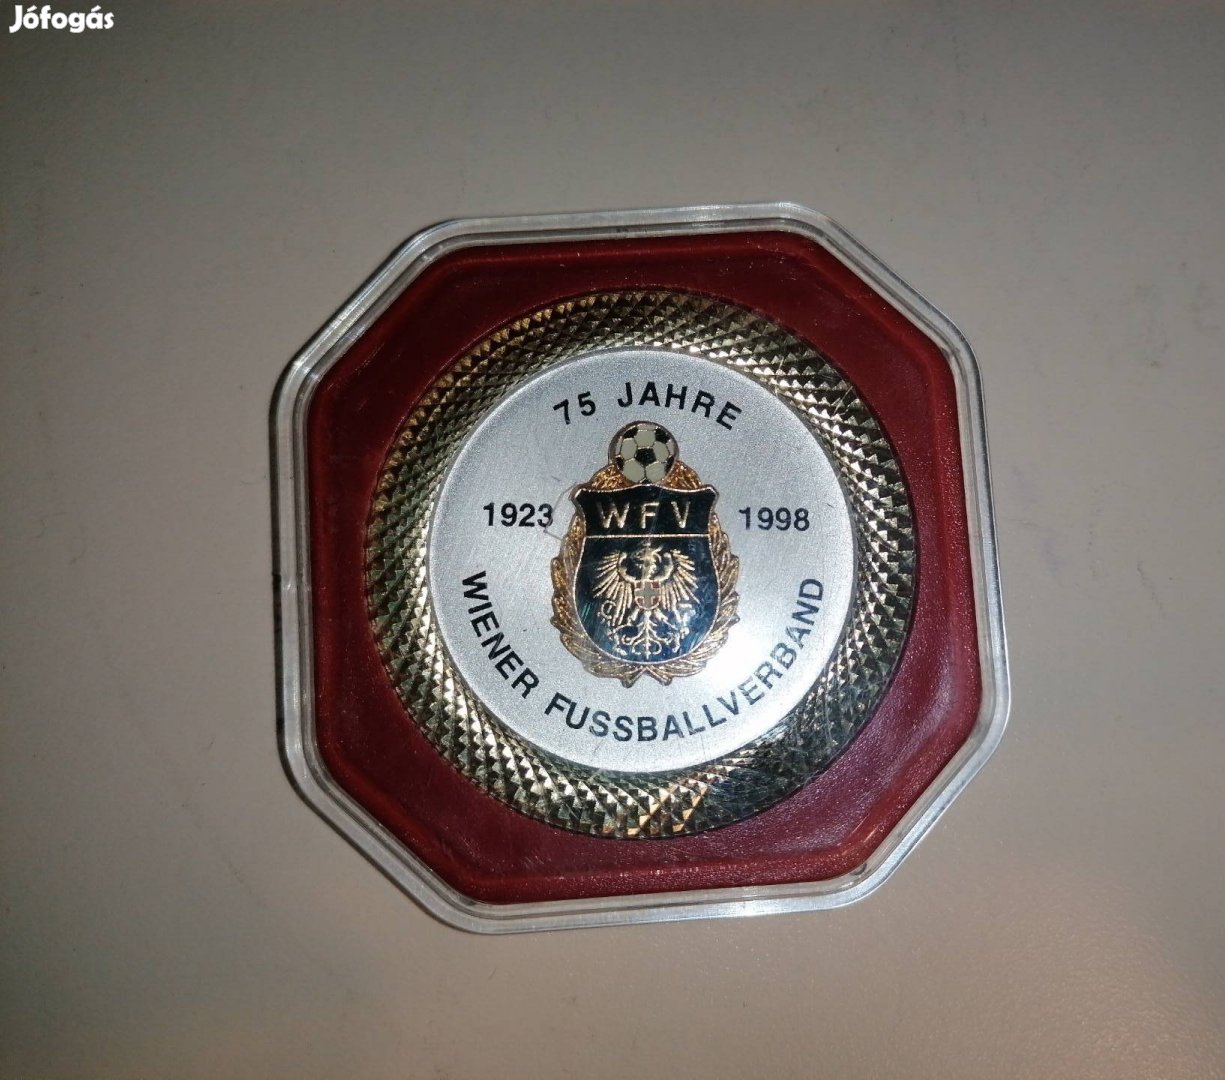 Jófogás
75 JAHRE
1923
1998
WFV
WIENER FUSSBALLVERBAND